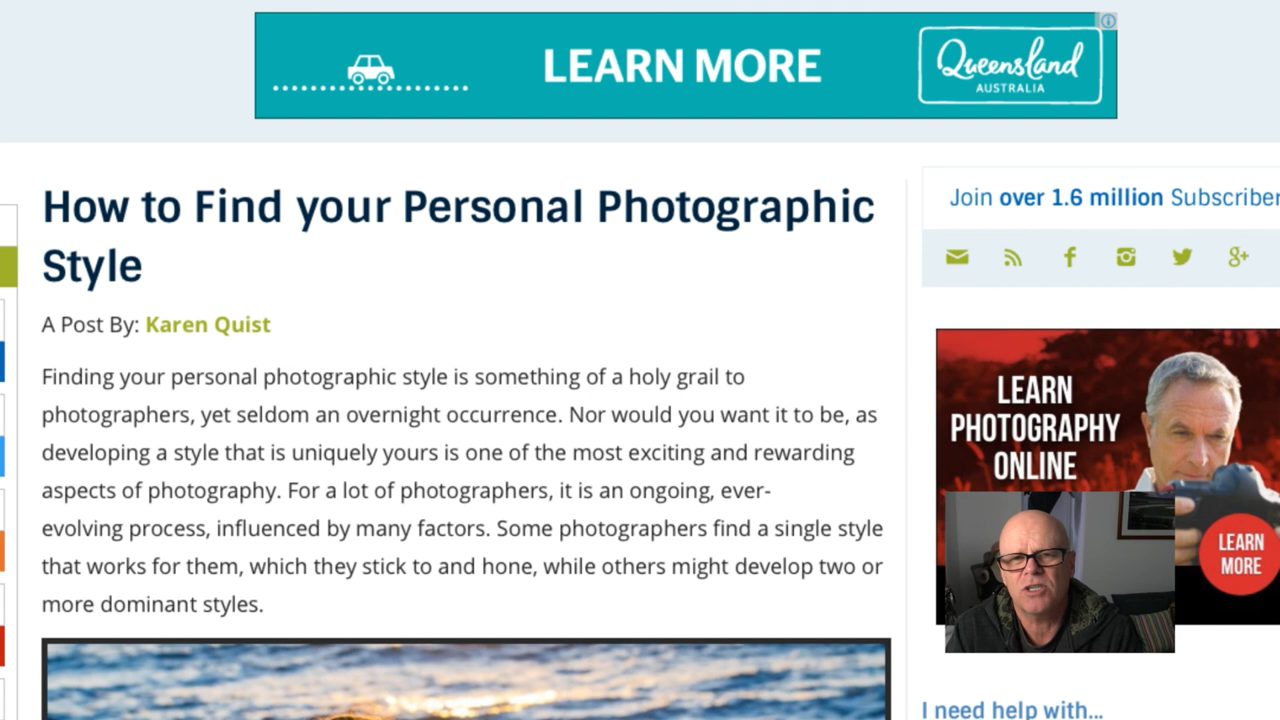 LEARN MORE
Queensland
AUSTRALIA
How to Find your Personal Photographic
Style
A Post By: Karen Quist
Finding your personal photographic style is something of a holy grail to
photographers, yet seldom an overnight occurrence. Nor would you want it to be, as
developing a style that is uniquely yours is one of the most exciting and rewarding
aspects of photography. For a lot of photographers, it is an ongoing, ever-
evolving process, influenced by many factors. Some photographers find a single style
that works for them, which they stick to and hone, while others might develop two or
more dominant styles.
Join over 1.6 million Subscriber
LEARN
PHOTOGRAPHY
ONLINE
LEARN
MORE
I need help with...